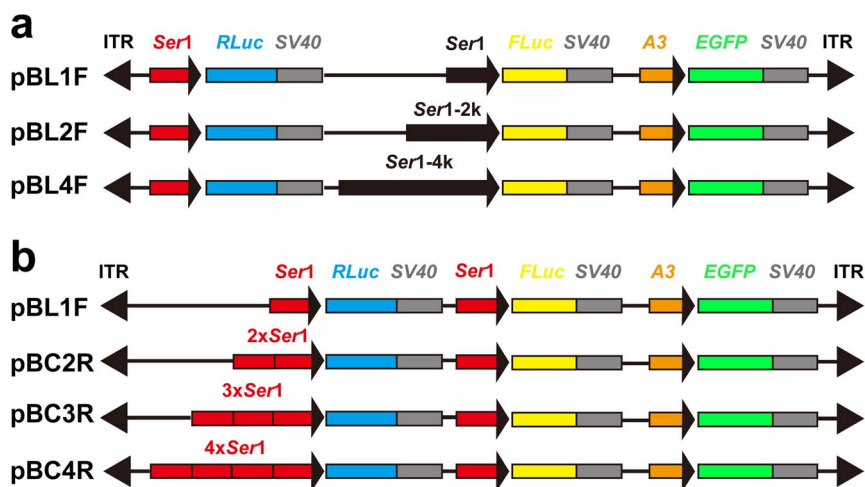 a
ITR Ser1 RLuc SV40 Ser1 FLuc SV40 A3 EGFP SV40 ITR
pBL1F
Ser1-2k
pBL2F
Ser1-4k
pBL4F
b
ITR Ser1 RLuc SV40 Ser1 FLuc SV40 A3 EGFP SV40 ITR
pBL1F
2xSer1
pBC2R
3xSer1
pBC3R
4xSer1
pBC4R